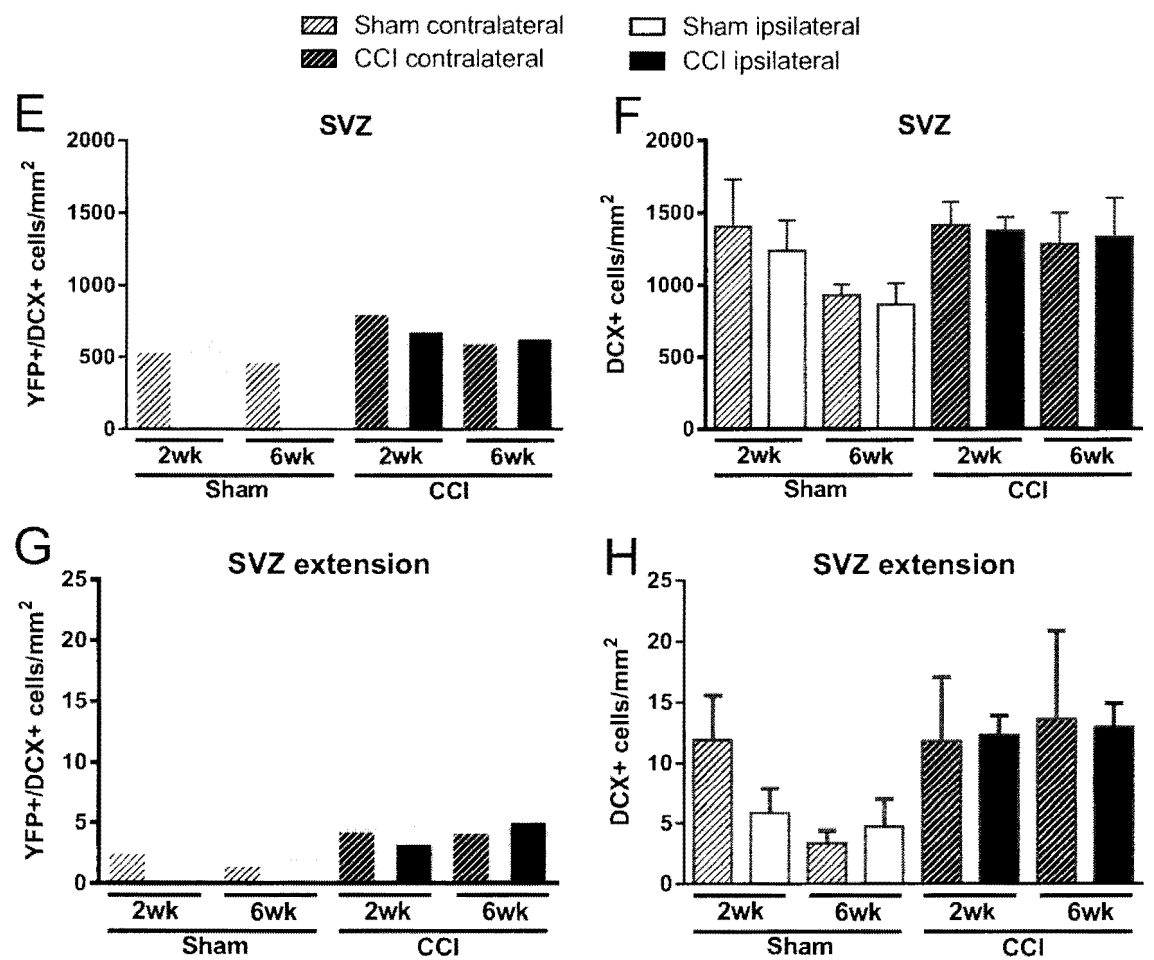 Sham contralateral
Sham ipsilateral
CCI contralateral
CCI ipsilateral
E
SVZ
YFP+/DCX+ cells/mm²
2000
1500
1000
500
0
2wk 6wk 2wk 6wk
Sham CCI
F
SVZ
DCX+ cells/mm²
2000
1500
1000
500
0
2wk 6wk 2wk 6wk
Sham CCI
G
SVZ extension
YFP+/DCX+ cells/mm²
25
20
15
10
5
0
2wk 6wk 2wk 6wk
Sham CCI
H
SVZ extension
DCX+ cells/mm²
25
20
15
10
5
0
2wk 6wk 2wk 6wk
Sham CCI